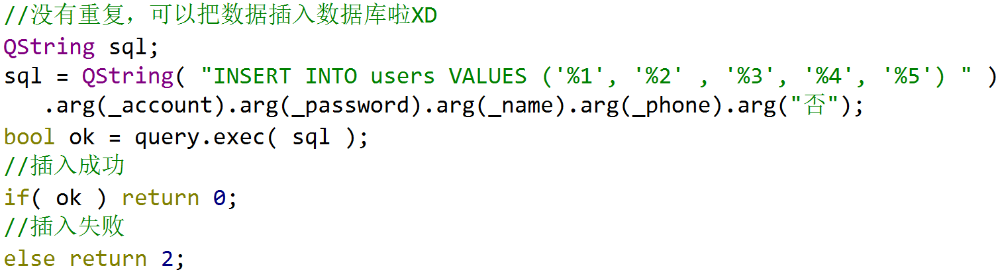 //没有重复，可以把数据插入数据库啦XD
QString sql;
sql = QString( "INSERT INTO users VALUES ('%1', '%2' , '%3', '%4', '%5') " )
   .arg(_account).arg(_password).arg(_name).arg(_phone).arg("否");
bool ok = query.exec( sql );
//插入成功
if( ok ) return 0;
//插入失败
else return 2;